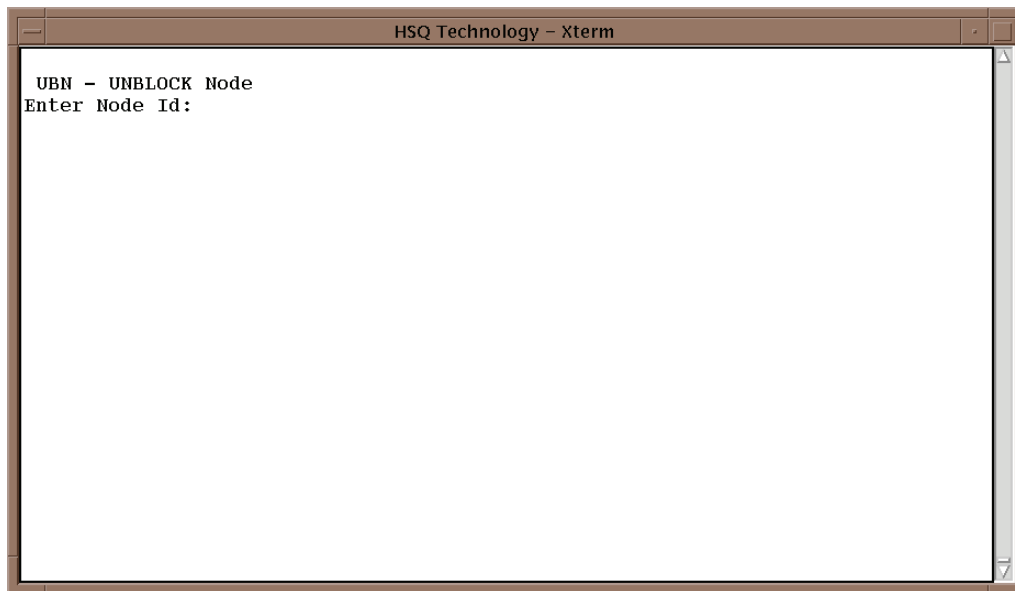 HSQ Technology - Xterm
UBN - UNBLOCK Node
Enter Node Id: